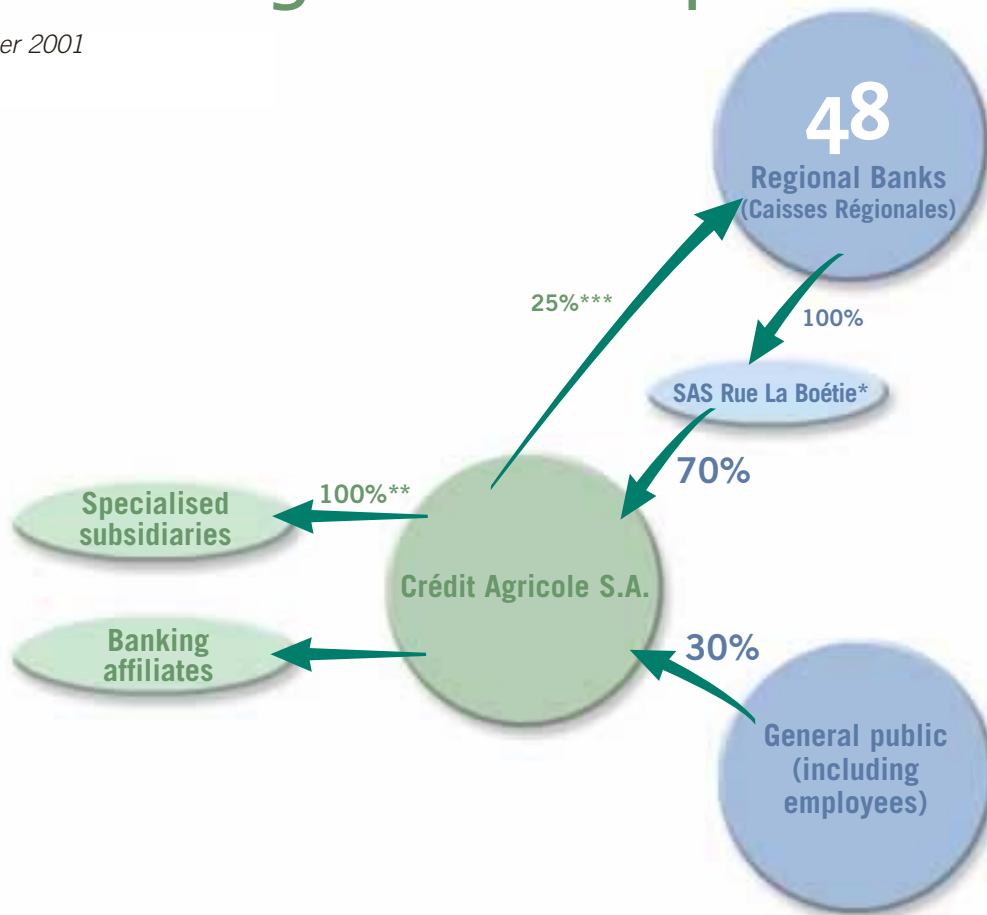 er 2001
48
Regional Banks
(Caisses Régionales)
25%***
100%
SAS Rue La Boétie*
70%
Specialised
subsidiaries
100%**
Crédit Agricole S.A.
Banking
affiliates
30%
General public
(including
employees)